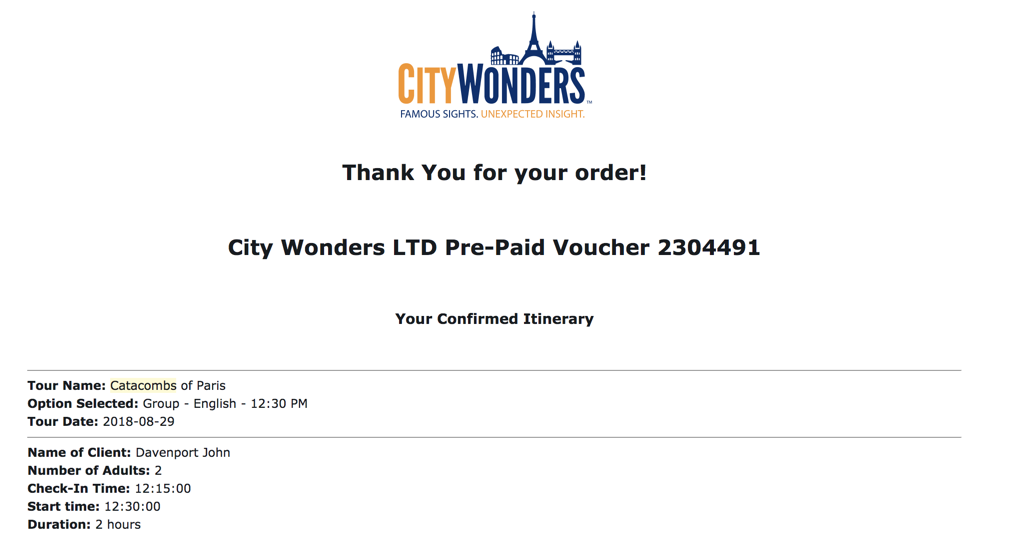 CITYWONDERS™
FAMOUS SIGHTS. UNEXPECTED INSIGHT.
Thank You for your order!
City Wonders LTD Pre-Paid Voucher 2304491
Your Confirmed Itinerary
Tour Name: Catacombs of Paris
Option Selected: Group - English - 12:30 PM
Tour Date: 2018-08-29
Name of Client: Davenport John
Number of Adults: 2
Check-In Time: 12:15:00
Start time: 12:30:00
Duration: 2 hours